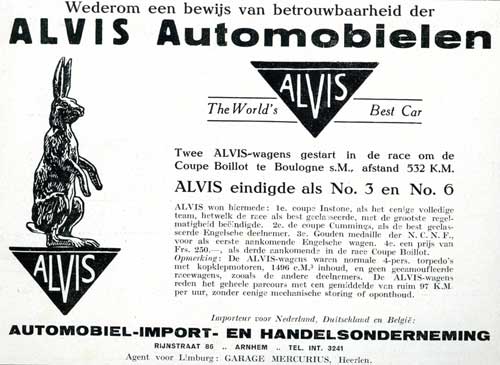 Wederom een bewijs van betrouwbaarheid der
ALVIS Automobielen
ALVIS
The World's Best Car
Twee ALVIS-wagens gestart in de race om de
Coupe Boillot te Boulogne s.M., afstand 532 K.M.
ALVIS eindigde als No. 3 en No. 6
ALVIS won hiermede: 1e. coupe Instone, als het eenige volledige
team, hetwelk de race als best geclasseerde, met de grootste regel-
matigheid beëindigde. 2e. de coupe Cummings, als de best geclas-
seerde Engelsche deelnemer. 3e. Gouden medaille der N.C.N.F.,
voor als eerste aankomende Engelsche wagen. 4e. een prijs van
Frs. 250.—, als derde aankomende in de race Coupe Boillot.
Opmerking: De ALVIS-wagens waren normale 4-pers. torpedo's
met kopklepmotoren, 1496 c.M.³ inhoud, en geen gecamoufleerde
racewagens, zooals de andere deelnemers. De ALVIS-wagens
reden het geheele parcours met een gemiddelde van ruim 97 K.M.
per uur, zonder eenige mechanische storing of oponthoud.
ALVIS
Importeur voor Nederland, Duitschland en België:
AUTOMOBIEL-IMPORT- EN HANDELSONDERNEMING
RIJNSTRAAT 86 .. ARNHEM .. TEL. INT. 3241
Agent voor Limburg: GARAGE MERCURIUS, Heerlen.